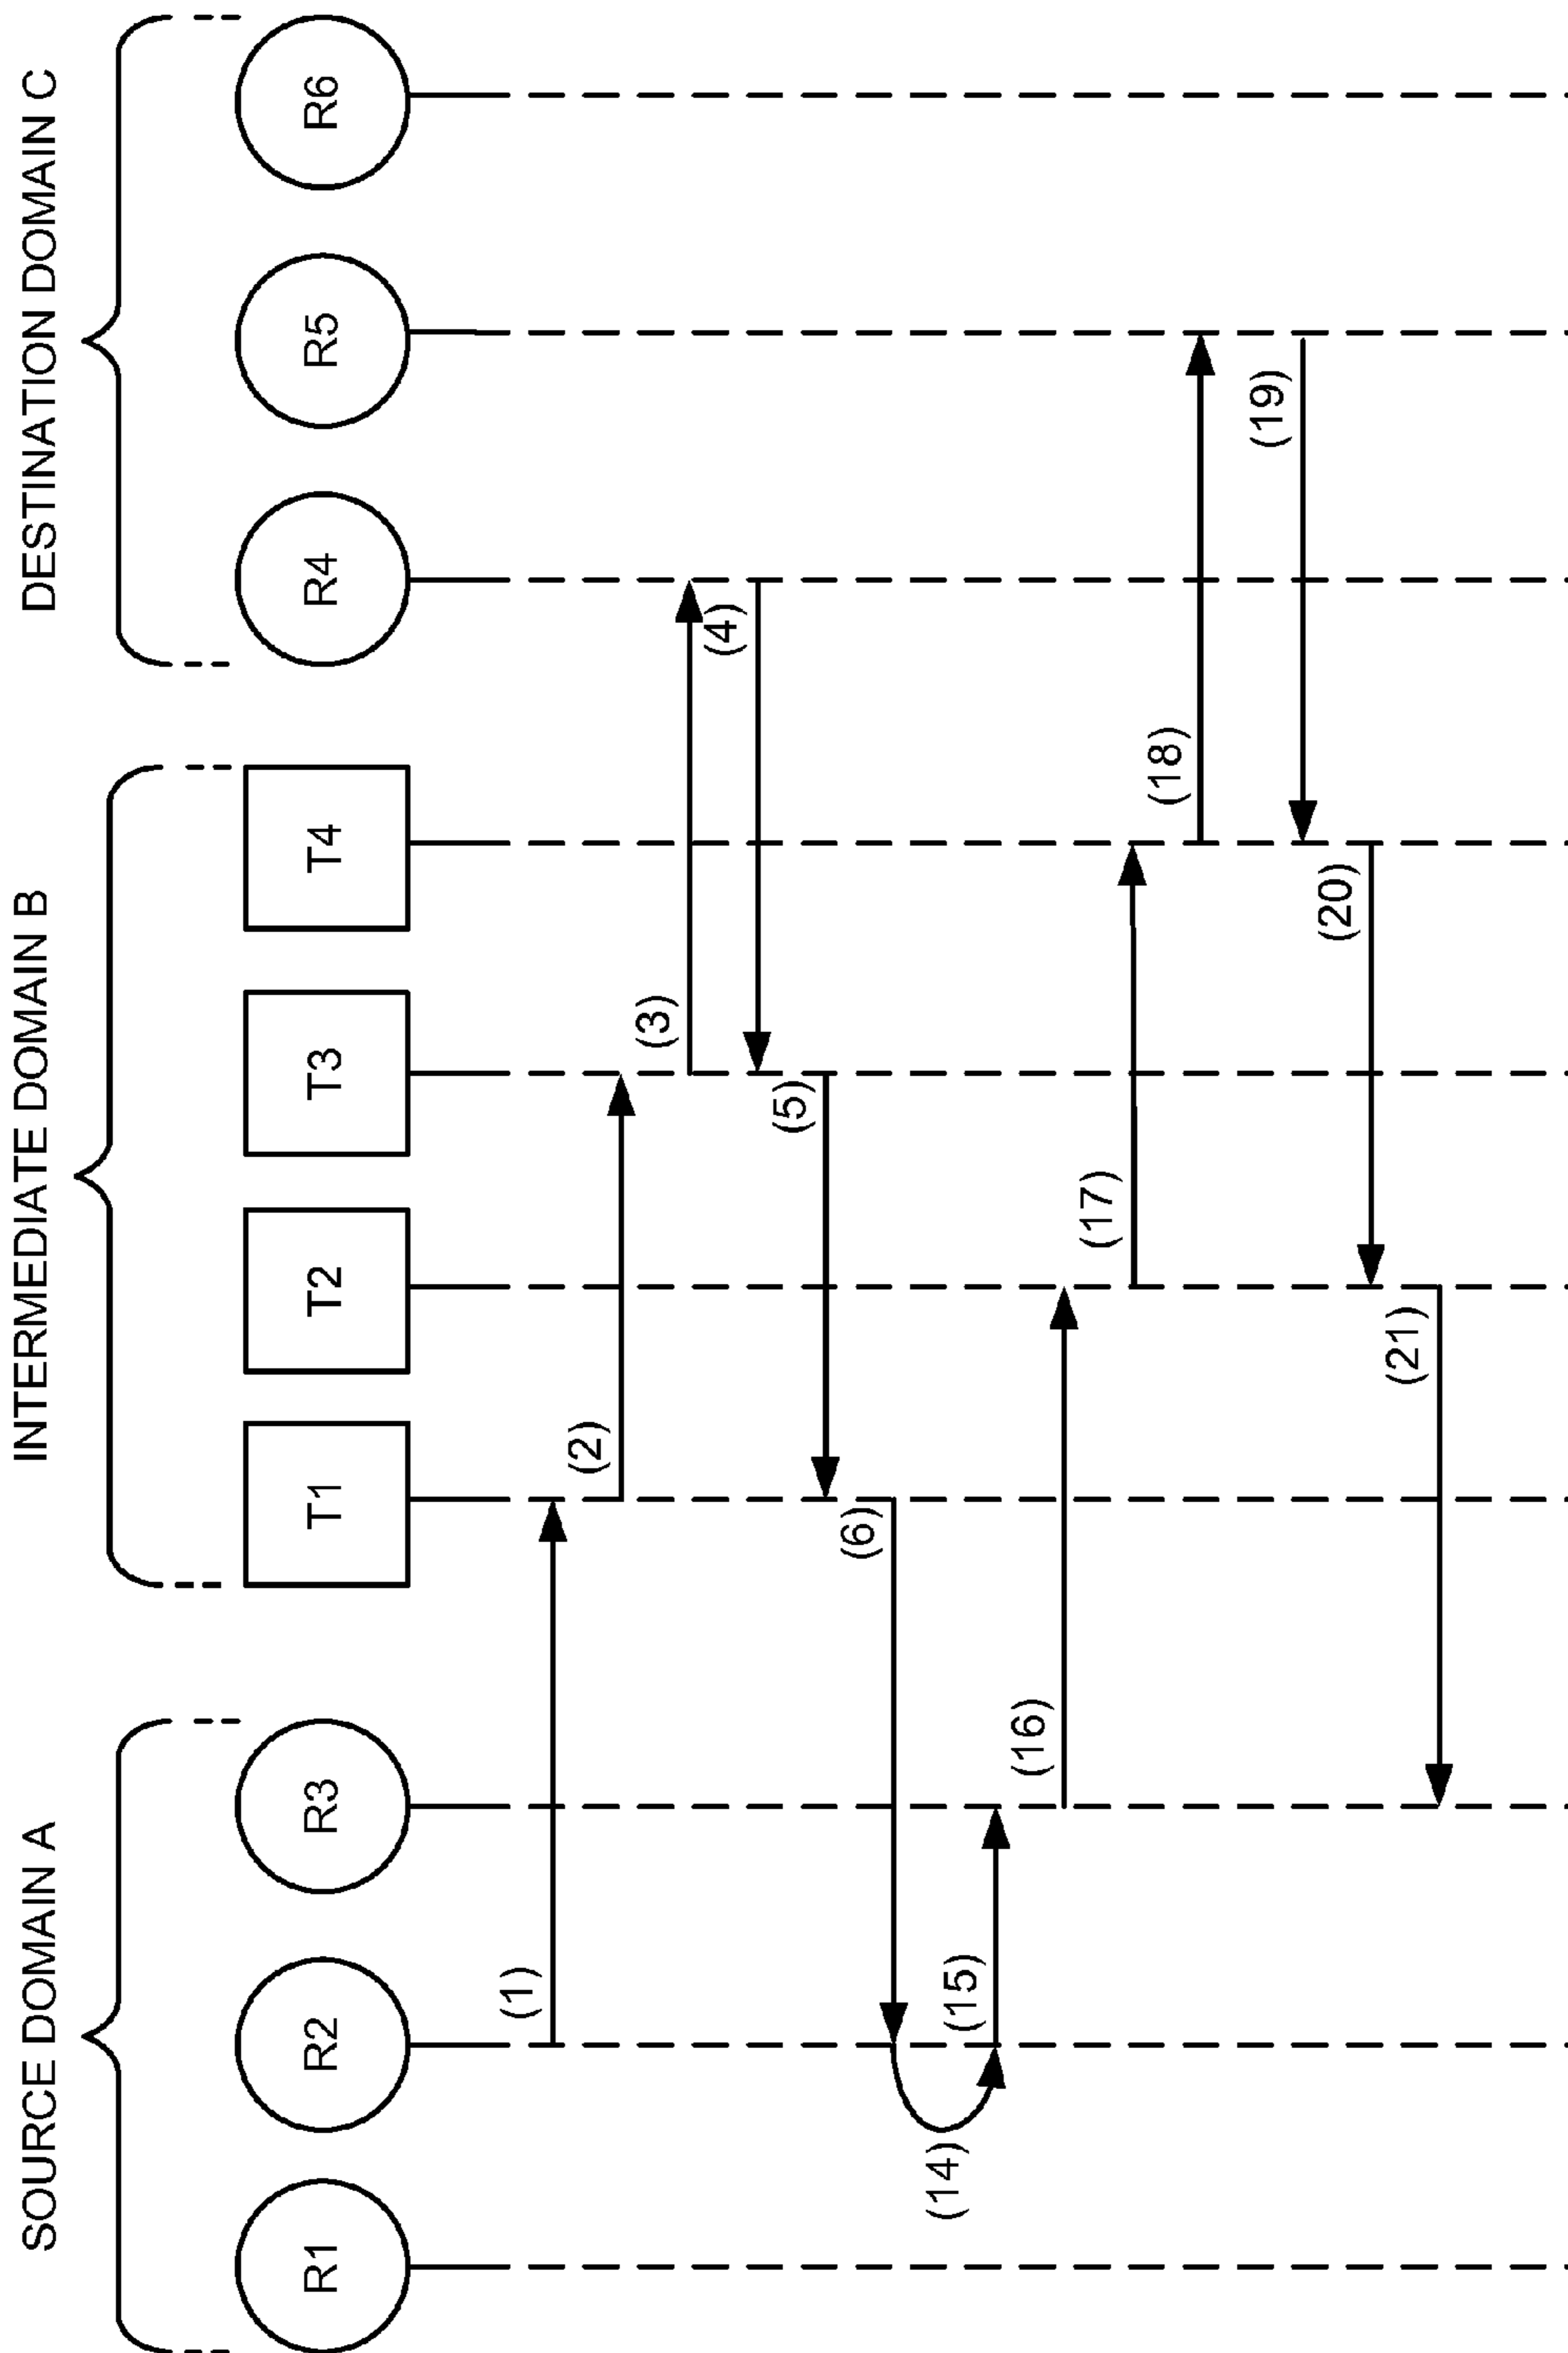 SOURCE DOMAIN A
INTERMEDIATE DOMAIN B
DESTINATION DOMAIN C
R1
R2
R3
T1
T2
T3
T4
R4
R5
R6
(1)
(2)
(3)
(4)
(5)
(6)
(14)
(15)
(16)
(17)
(18)
(19)
(20)
(21)